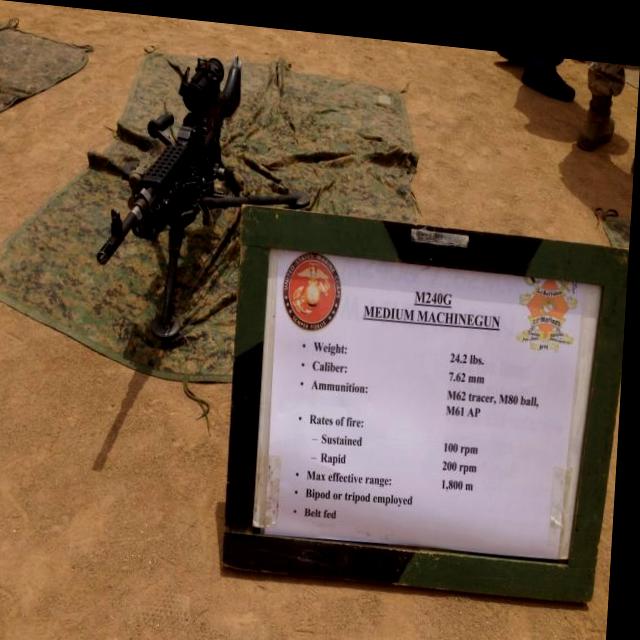 M240G
MEDIUM MACHINEGUN
• Weight: 24.2 lbs.
• Caliber: 7.62 mm
• Ammunition: M62 tracer, M80 ball,
M61 AP
• Rates of fire:
– Sustained 100 rpm
– Rapid 200 rpm
• Max effective range: 1,800 m
• Bipod or tripod employed
• Belt fed